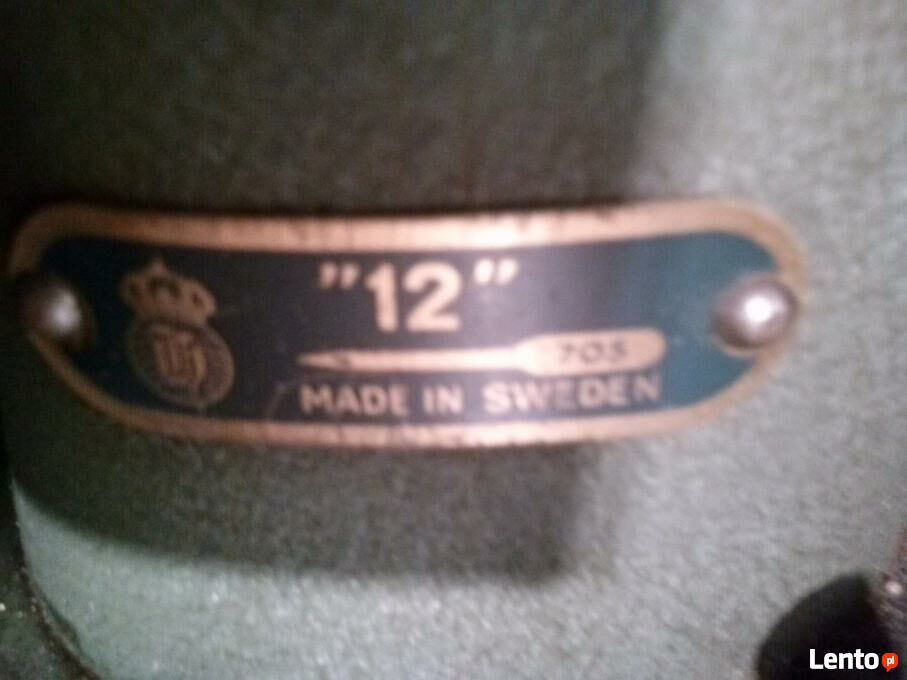 "12"
705
MADE IN SWEDEN
Lento pl